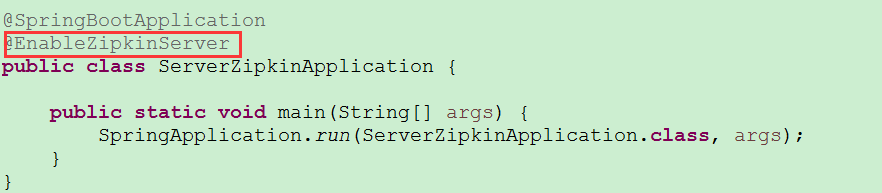 @SpringBootApplication
@EnableZipkinServer
public class ServerZipkinApplication {
public static void main(String[] args) {
SpringApplication.run(ServerZipkinApplication.class, args);
}
}